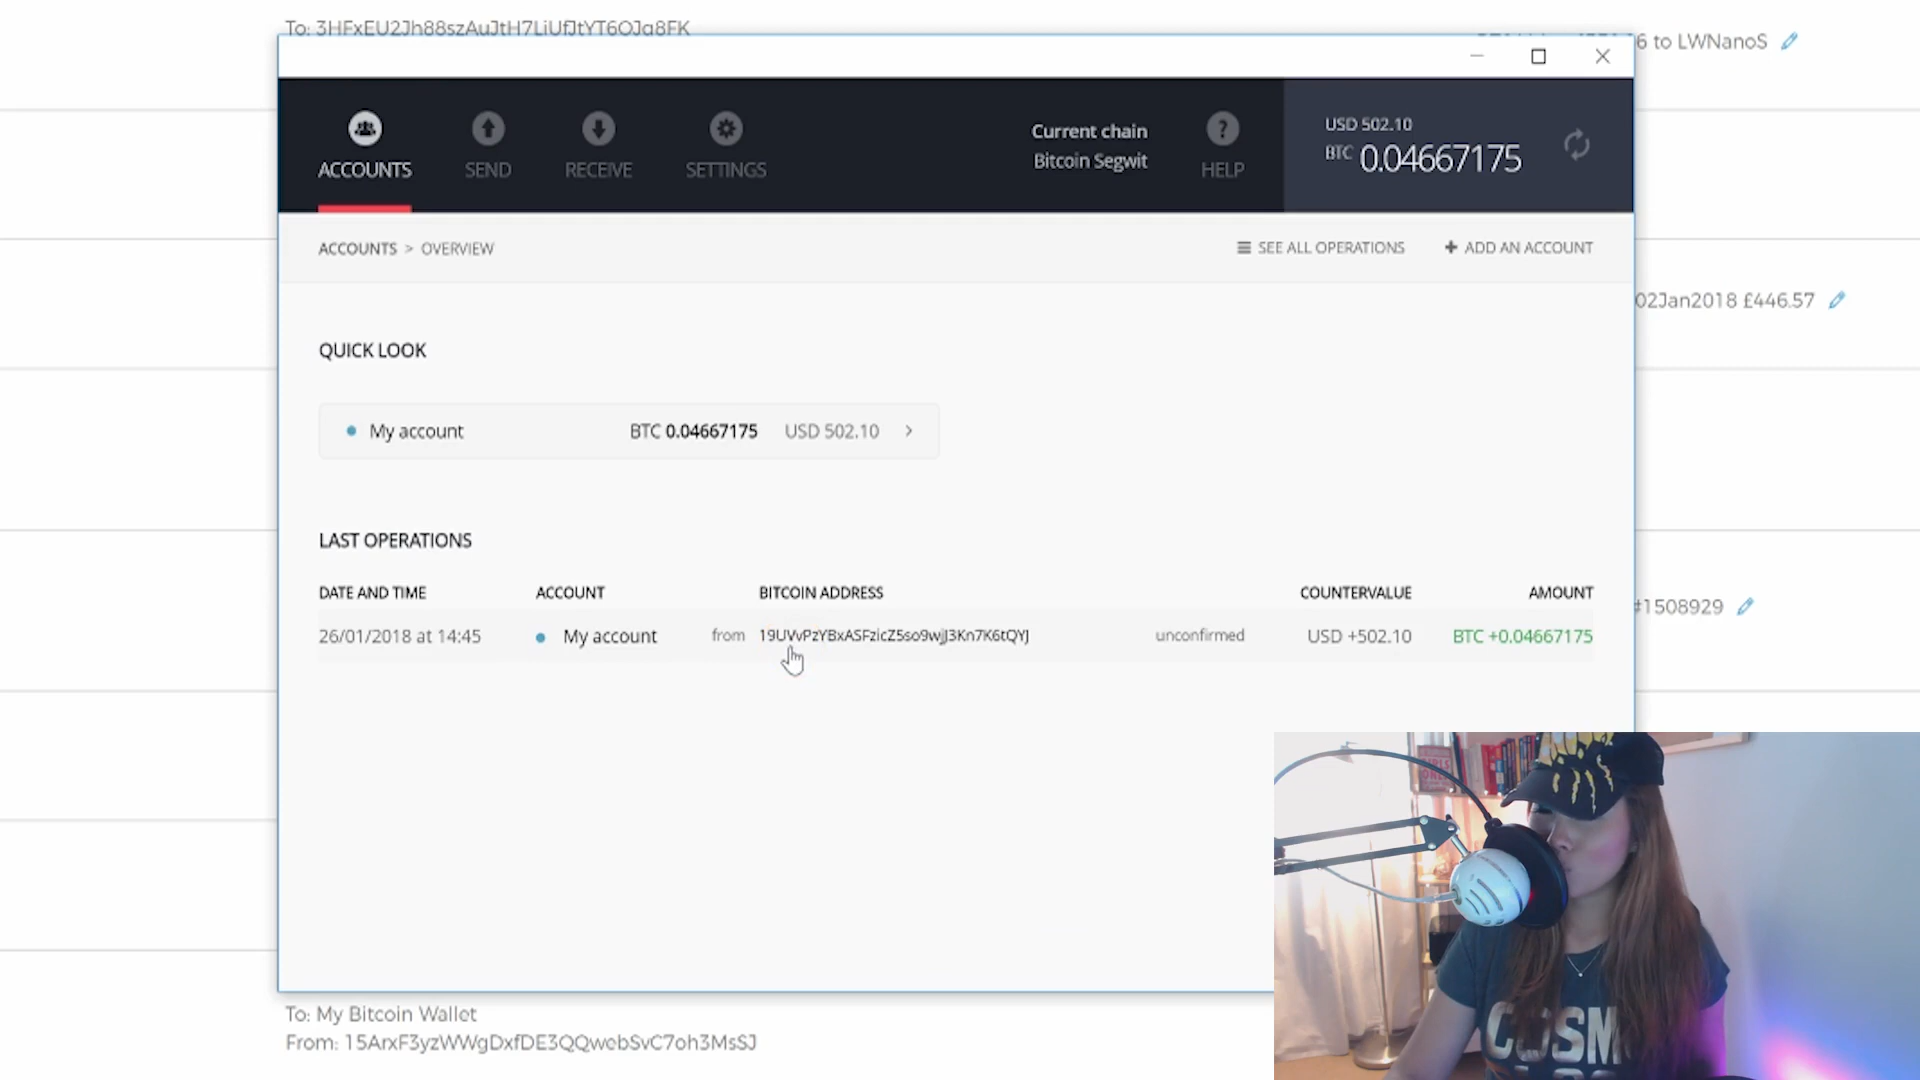 To: 3HFxEU2Jh88szAuJtH7LiUfJtYT6QJg8FK
6 to LWNanoS
ACCOUNTS
SEND
RECEIVE
SETTINGS
Current chain
Bitcoin Segwit
HELP
USD 502.10
BTC 0.04667175
ACCOUNTS > OVERVIEW
SEE ALL OPERATIONS
ADD AN ACCOUNT
02Jan2018 £446.57
QUICK LOOK
My account BTC 0.04667175 USD 502.10
LAST OPERATIONS
DATE AND TIME ACCOUNT BITCOIN ADDRESS COUNTERVALUE AMOUNT
26/01/2018 at 14:45 My account from 19UVvPzYBxASFzicZ5so9wjJ3Kn7K6tQYJ unconfirmed USD +502.10 BTC +0.04667175
#1508929
To: My Bitcoin Wallet
From: 15ArxF3yzWWgDxfDE3QQwebSvC7oh3MsSJ
COSM